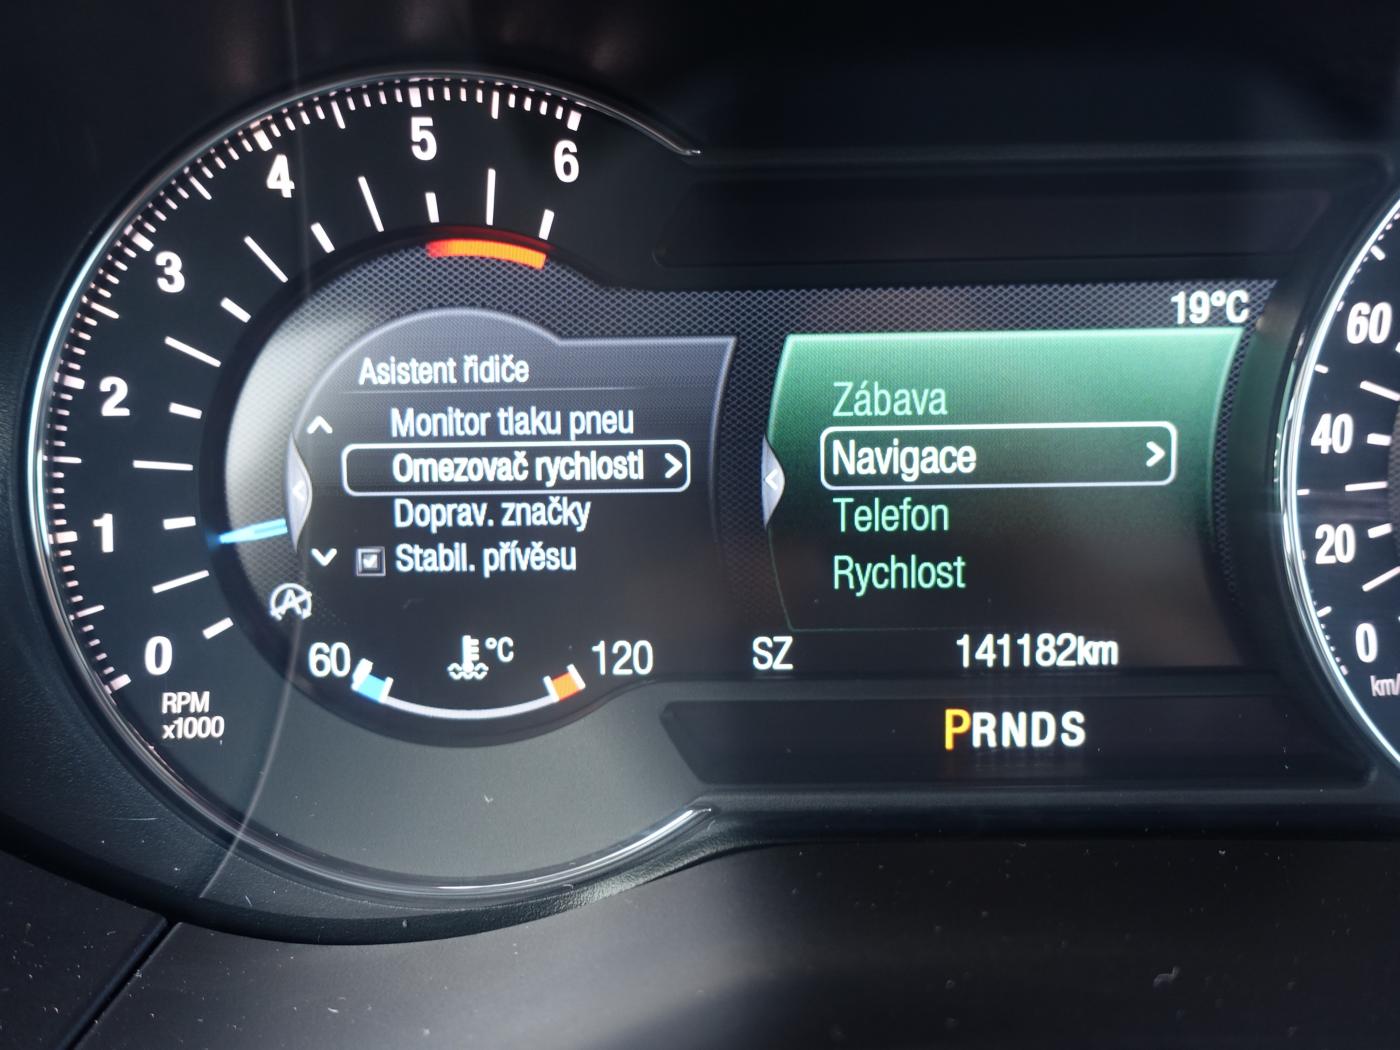 6
5
4
3
2
1
0
RPM
x1000
Asistent řidiče
Monitor tlaku pneu
Omezovač rychlosti
Doprav. značky
Stabil. přívěsu
A
60
°C
120
19°C
Zábava
Navigace
Telefon
Rychlost
SZ
141182km
PRNDS
60
40
20
0
km/